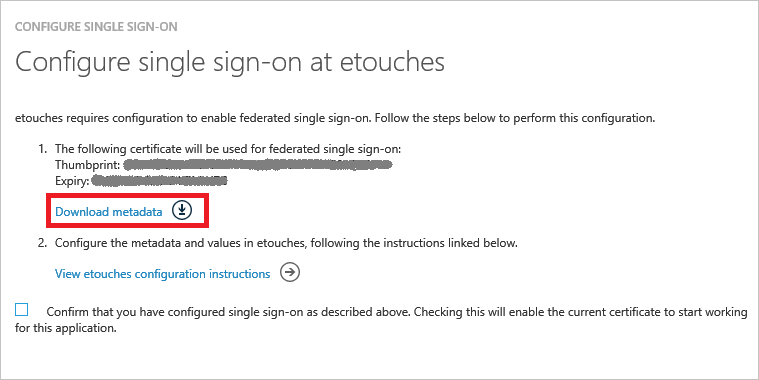 CONFIGURE SINGLE SIGN-ON
Configure single sign-on at etouches
etouches requires configuration to enable federated single sign-on. Follow the steps below to perform this configuration.
1. The following certificate will be used for federated single sign-on:
Thumbprint:
Expiry:
Download metadata
2. Configure the metadata and values in etouches, following the instructions linked below.
View etouches configuration instructions
Confirm that you have configured single sign-on as described above. Checking this will enable the current certificate to start working
for this application.